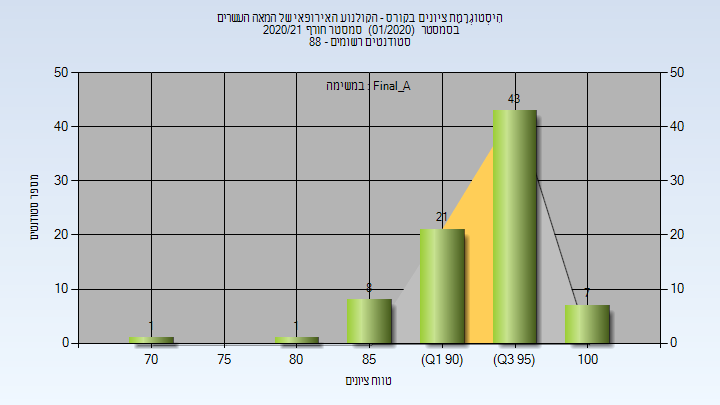 היסטוגרמת ציונים בקורס - הקולנוע האירופאי של המאה העשרים
בסמסטר (01/2020) סמסטר חורף 2020/21
סטודנטים רשומים - 88
במשימה : Final_A
50 50
40 40
30 30
20 20
10 10
0 0
מספר סטודנטים
1 1 8 21 43 7
70 75 80 85 (Q1 90) (Q3 95) 100
טווח ציונים